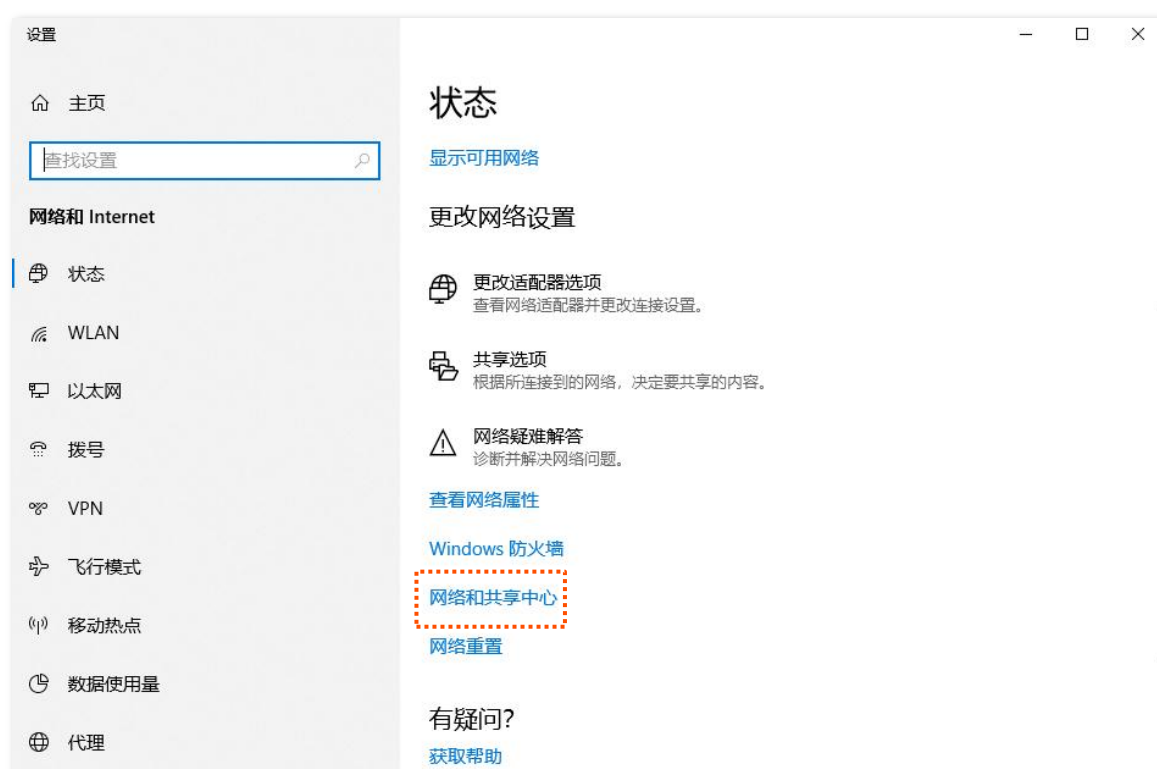 设置
主页
查找设置
网络和 Internet
状态
WLAN
以太网
拨号
VPN
飞行模式
移动热点
数据使用量
代理
状态
显示可用网络
更改网络设置
更改适配器选项
查看网络适配器并更改连接设置。
共享选项
根据所连接到的网络，决定要共享的内容。
网络疑难解答
诊断并解决网络问题。
查看网络属性
Windows 防火墙
网络和共享中心
网络重置
有疑问?
获取帮助